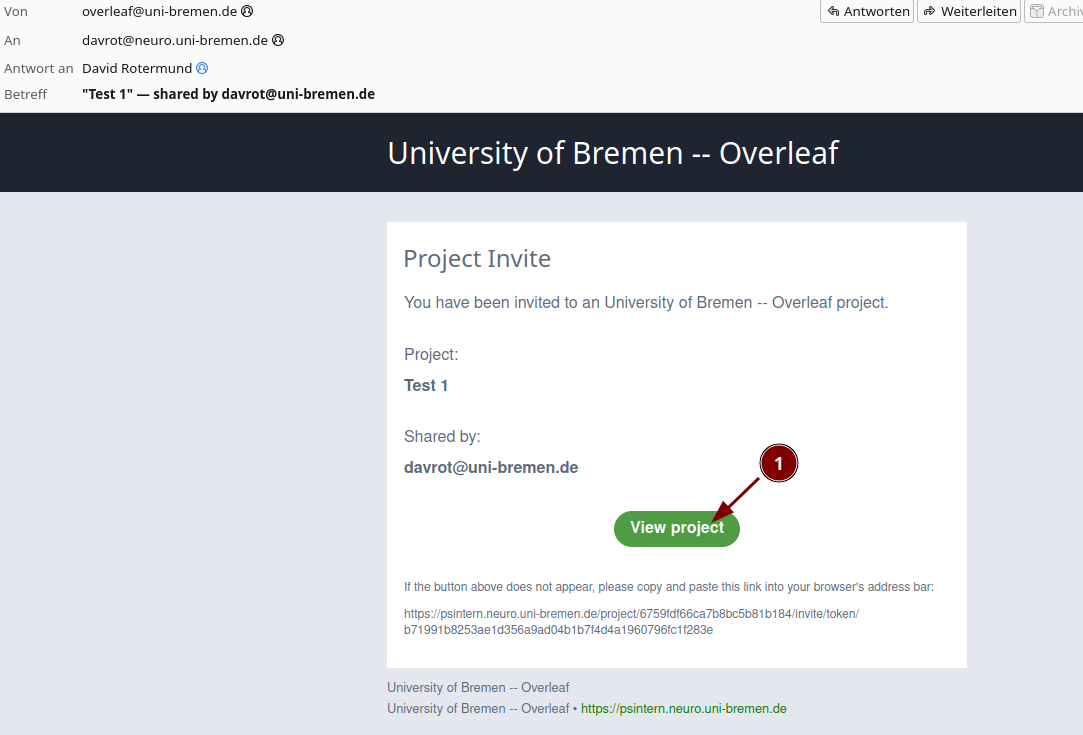 Von overleaf@uni-bremen.de
Antworten Weiterleiten Archiv
An davrot@neuro.uni-bremen.de
Antwort an David Rotermund
Betreff "Test 1" — shared by davrot@uni-bremen.de
University of Bremen -- Overleaf
Project Invite
You have been invited to an University of Bremen -- Overleaf project.
Project:
Test 1
Shared by:
davrot@uni-bremen.de
1
View project
If the button above does not appear, please copy and paste this link into your browser's address bar:
https://psintern.neuro.uni-bremen.de/project/6759fdf66ca7b8bc5b81b184/invite/token/
b71991b8253ae1d356a9ad04b1b7f4d4a1960796fc1f283e
University of Bremen -- Overleaf
University of Bremen -- Overleaf • https://psintern.neuro.uni-bremen.de